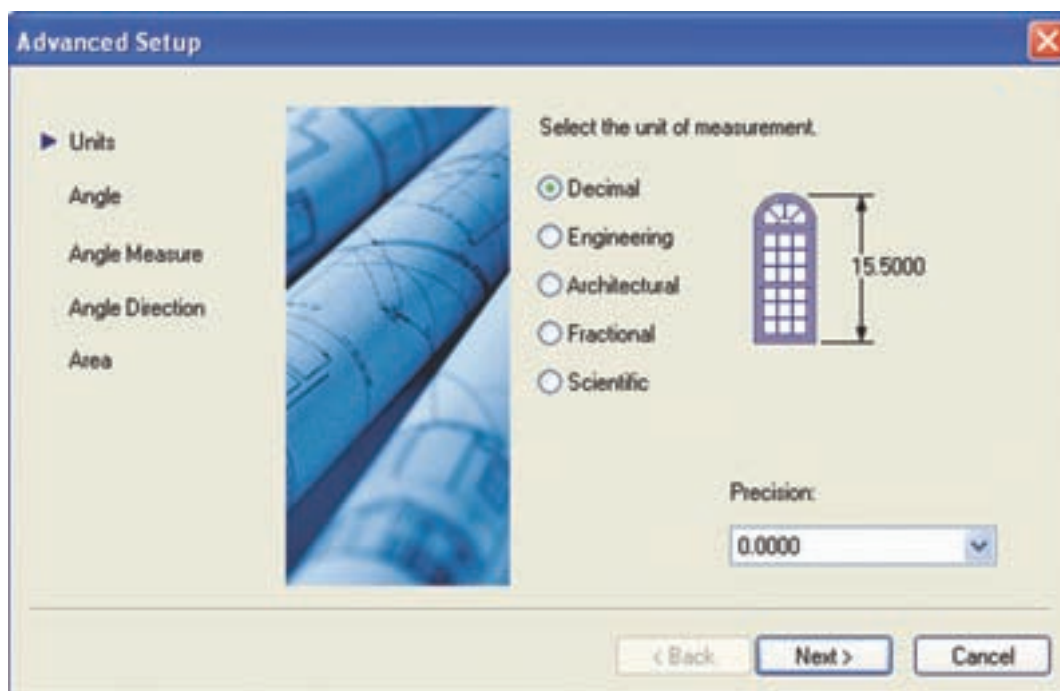 Advanced Setup
Units
Angle
Angle Measure
Angle Direction
Area
Select the unit of measurement.
Decimal
Engineering
Architectural
Fractional
Scientific
15.5000
Precision:
0.0000
< Back
Next >
Cancel